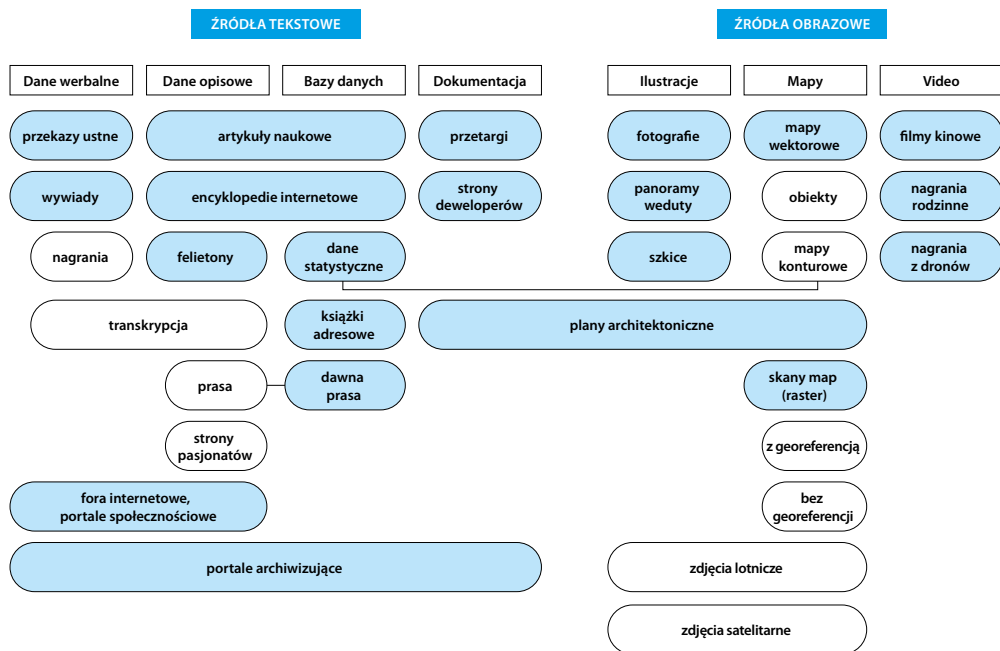 ŹRÓDŁA TEKSTOWE
ŹRÓDŁA OBRAZOWE
Dane werbalne
Dane opisowe
Bazy danych
Dokumentacja
Ilustracje
Mapy
Video
przekazy ustne
artykuły naukowe
przetargi
fotografie
mapy
wektorowe
filmy kinowe
wywiady
encyklopedie internetowe
strony
deweloperów
panoramy
weduty
obiekty
nagrania
rodzinne
nagrania
felietony
dane
statystyczne
szkice
mapy
konturowe
nagrania
z dronów
transkrypcja
książki
adresowe
plany architektoniczne
prasa
dawna
prasa
skany map
(raster)
strony
pasjonatów
z georeferencją
fora internetowe,
portale społecznościowe
bez
georeferencji
portale archiwizujące
zdjęcia lotnicze
zdjęcia satelitarne